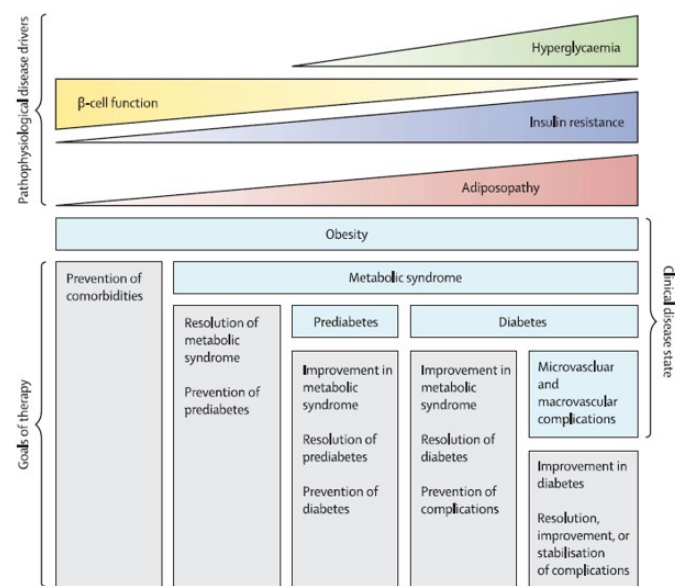 Pathophysiological disease drivers
Hyperglycaemia
β-cell function
Insulin resistance
Adiposopathy
Obesity
Clinical disease state
Goals of therapy
Prevention of
comorbidities
Metabolic syndrome
Resolution of
metabolic
syndrome
Prevention of
prediabetes
Prediabetes
Improvement in
metabolic
syndrome
Resolution of
prediabetes
Prevention of
diabetes
Diabetes
Improvement in
metabolic
syndrome
Resolution of
diabetes
Prevention of
complications
Microvascluar
and
macrovascular
complications
Improvement in
diabetes
Resolution,
improvement, or
stabilisation
of complications